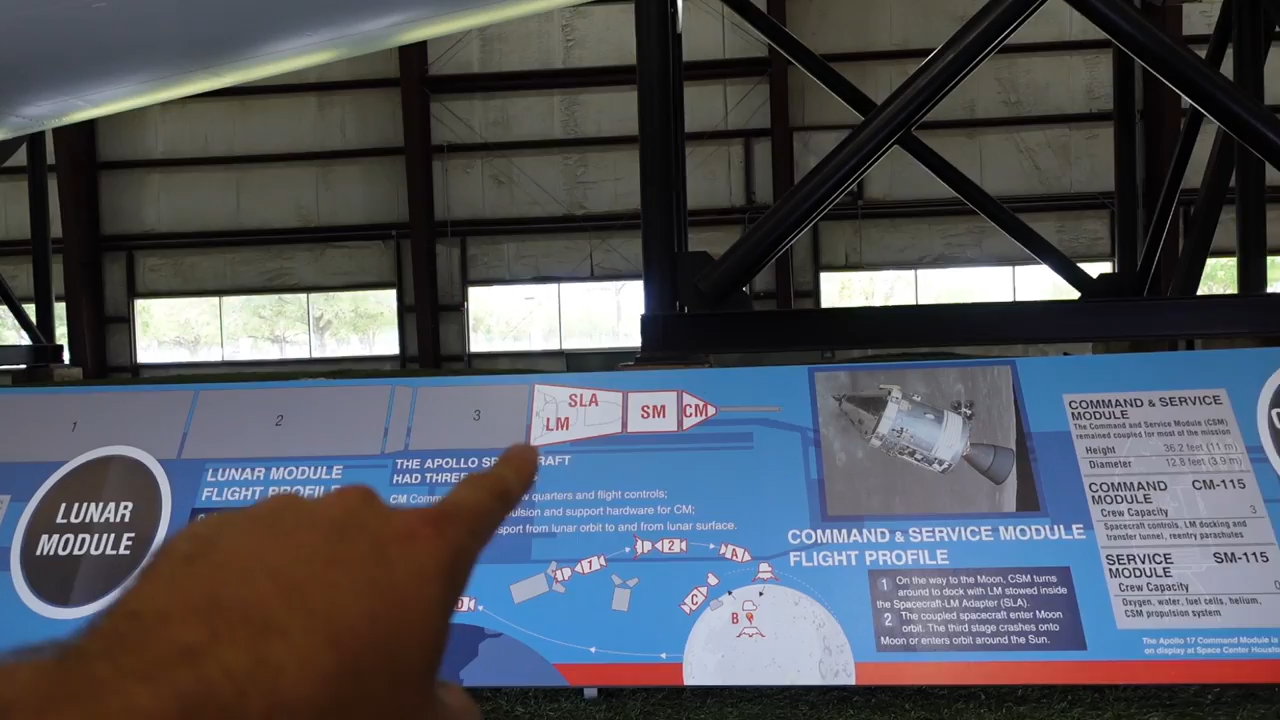 1
2
3
SLA
LM
SM
CM
LUNAR
MODULE
LUNAR MODULE
FLIGHT PROFILE
THE APOLLO
HAD THREE
CM
quarters and flight controls;
and support hardware for CM;
from lunar orbit to and from lunar surface.
1
2
A
B
C
D
COMMAND & SERVICE MODULE
FLIGHT PROFILE
1 On the way to the Moon, CSM turns
around to dock with LM stowed inside
the Spacecraft-LM Adapter (SLA).
2 The coupled spacecraft enter Moon
orbit. The third stage crashes onto
Moon or enters orbit around the Sun.
COMMAND & SERVICE
MODULE
The Command and Service Module (CSM)
remained coupled for most of the mission
Height 36.2 feet (11 m)
Diameter 12.8 feet (3.9 m)
COMMAND CM-115
MODULE
Crew Capacity 3
Spacecraft controls, LM docking and
transfer tunnel, reentry parachutes
SERVICE SM-115
MODULE
Crew Capacity 0
Oxygen, water, fuel cells, helium,
CSM propulsion system
The Apollo 17 Command Module is
on display at Space Center